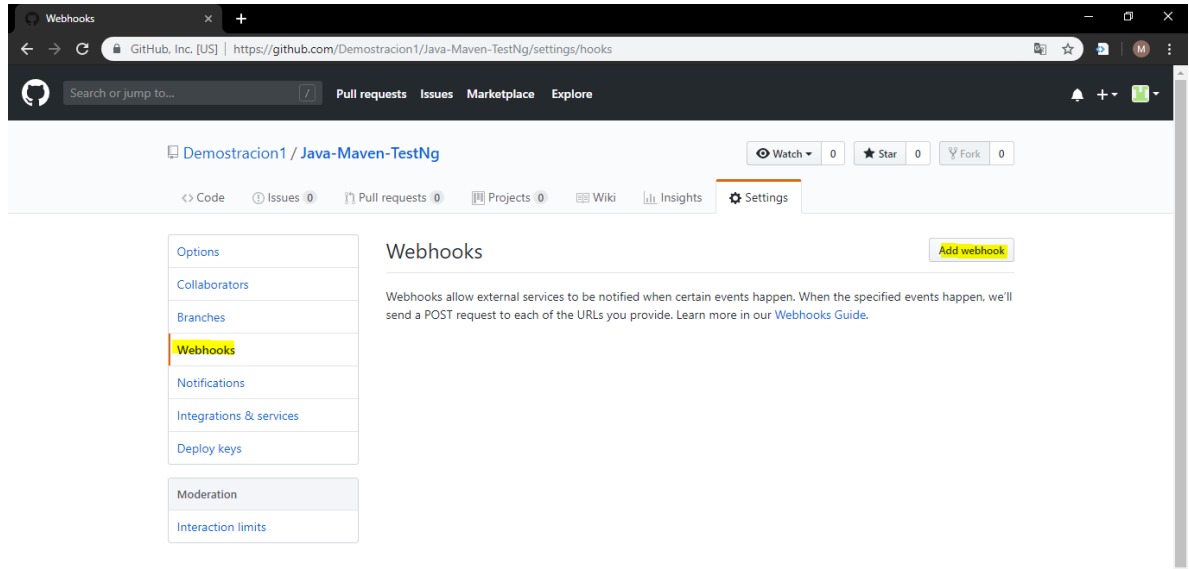 Webhooks
GitHub, Inc. [US] | https://github.com/Demostracion1/Java-Maven-TestNg/settings/hooks
M
Search or jump to... /
Pull requests Issues Marketplace Explore
Demostracion1 / Java-Maven-TestNg
Watch 0 Star 0 Fork 0
Code Issues 0 Pull requests 0 Projects 0 Wiki Insights Settings
Options
Collaborators
Branches
Webhooks
Notifications
Integrations & services
Deploy keys
Moderation
Interaction limits
Webhooks
Add webhook
Webhooks allow external services to be notified when certain events happen. When the specified events happen, we'll
send a POST request to each of the URLs you provide. Learn more in our Webhooks Guide.